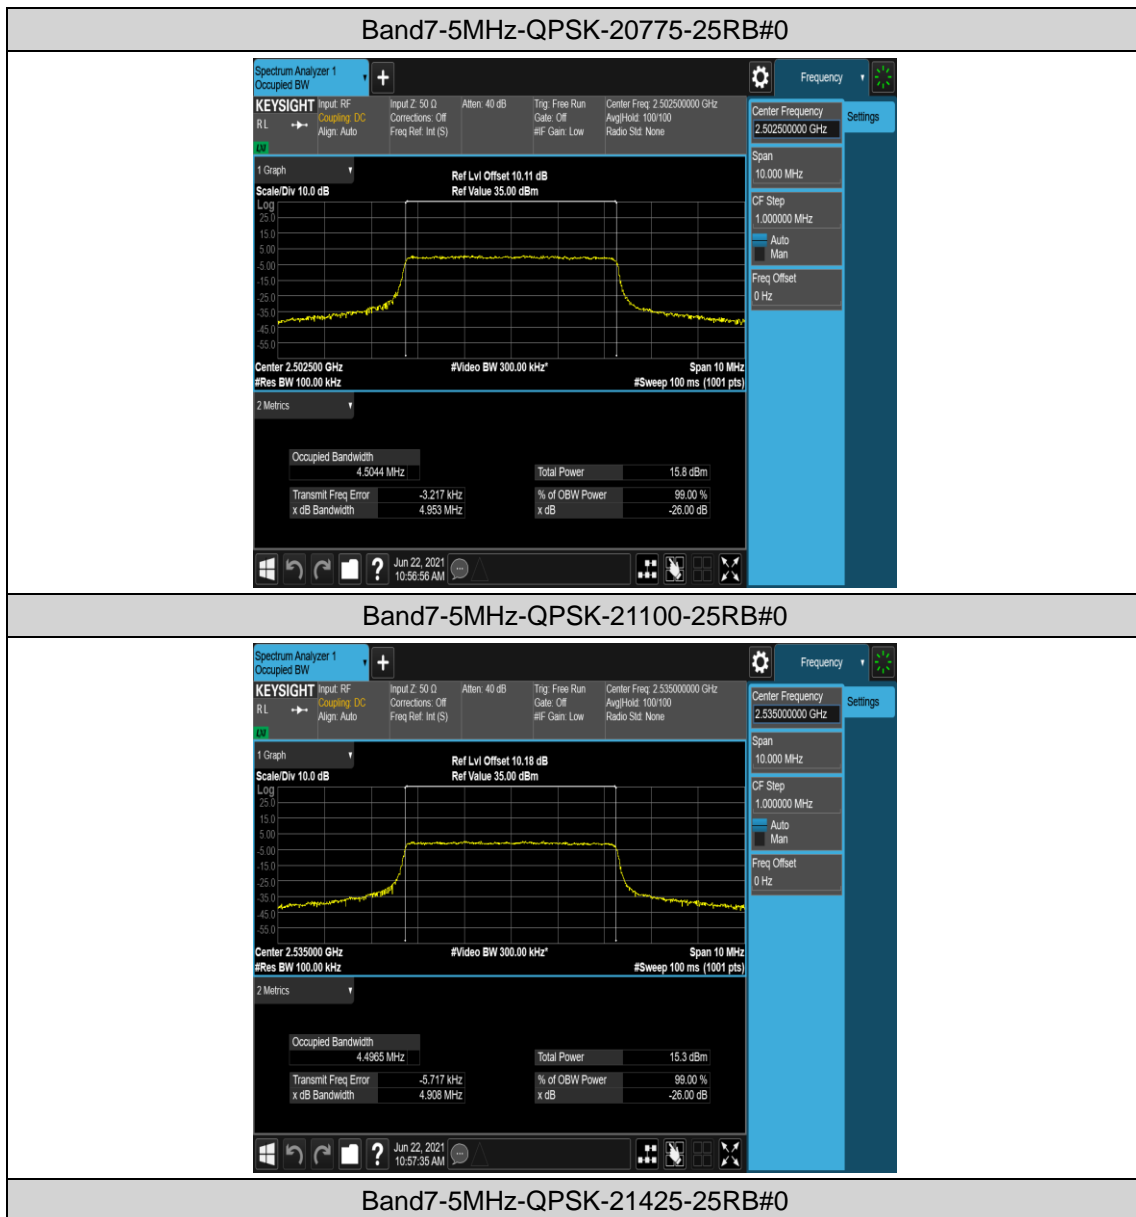 Band7-5MHz-QPSK-20775-25RB#0
Spectrum Analyzer 1
Occupied BW
+
Frequency
KEYSIGHT
RL
LXI
Input: RF
Coupling: DC
Align: Auto
Input Z: 50 Ω
Corrections: Off
Freq Ref: Int (S)
Atten: 40 dB
Trig: Free Run
Gate: Off
#IF Gain: Low
Center Freq: 2.502500000 GHz
Avg|Hold: 100/100
Radio Std: None
Center Frequency
2.502500000 GHz
Settings
Span
10.000 MHz
CF Step
1.000000 MHz
Auto
Man
Freq Offset
0 Hz
1 Graph
Scale/Div 10.0 dB
Ref Lvl Offset 10.11 dB
Ref Value 35.00 dBm
Log
25.0
15.0
5.00
-5.00
-15.0
-25.0
-35.0
-45.0
-55.0
Center 2.502500 GHz
#Video BW 300.00 kHz*
Span 10 MHz
#Res BW 100.00 kHz
#Sweep 100 ms (1001 pts)
2 Metrics
Occupied Bandwidth
4.5044 MHz
Total Power 15.8 dBm
Transmit Freq Error -3.217 kHz
% of OBW Power 99.00 %
x dB Bandwidth 4.953 MHz
x dB -26.00 dB
?
Jun 22, 2021
10:56:56 AM
Band7-5MHz-QPSK-21100-25RB#0
Spectrum Analyzer 1
Occupied BW
+
Frequency
KEYSIGHT
RL
LXI
Input: RF
Coupling: DC
Align: Auto
Input Z: 50 Ω
Corrections: Off
Freq Ref: Int (S)
Atten: 40 dB
Trig: Free Run
Gate: Off
#IF Gain: Low
Center Freq: 2.535000000 GHz
Avg|Hold: 100/100
Radio Std: None
Center Frequency
2.535000000 GHz
Settings
Span
10.000 MHz
CF Step
1.000000 MHz
Auto
Man
Freq Offset
0 Hz
1 Graph
Scale/Div 10.0 dB
Ref Lvl Offset 10.18 dB
Ref Value 35.00 dBm
Log
25.0
15.0
5.00
-5.00
-15.0
-25.0
-35.0
-45.0
-55.0
Center 2.535000 GHz
#Video BW 300.00 kHz*
Span 10 MHz
#Res BW 100.00 kHz
#Sweep 100 ms (1001 pts)
2 Metrics
Occupied Bandwidth
4.4965 MHz
Total Power 15.3 dBm
Transmit Freq Error -5.717 kHz
% of OBW Power 99.00 %
x dB Bandwidth 4.908 MHz
x dB -26.00 dB
?
Jun 22, 2021
10:57:35 AM
Band7-5MHz-QPSK-21425-25RB#0